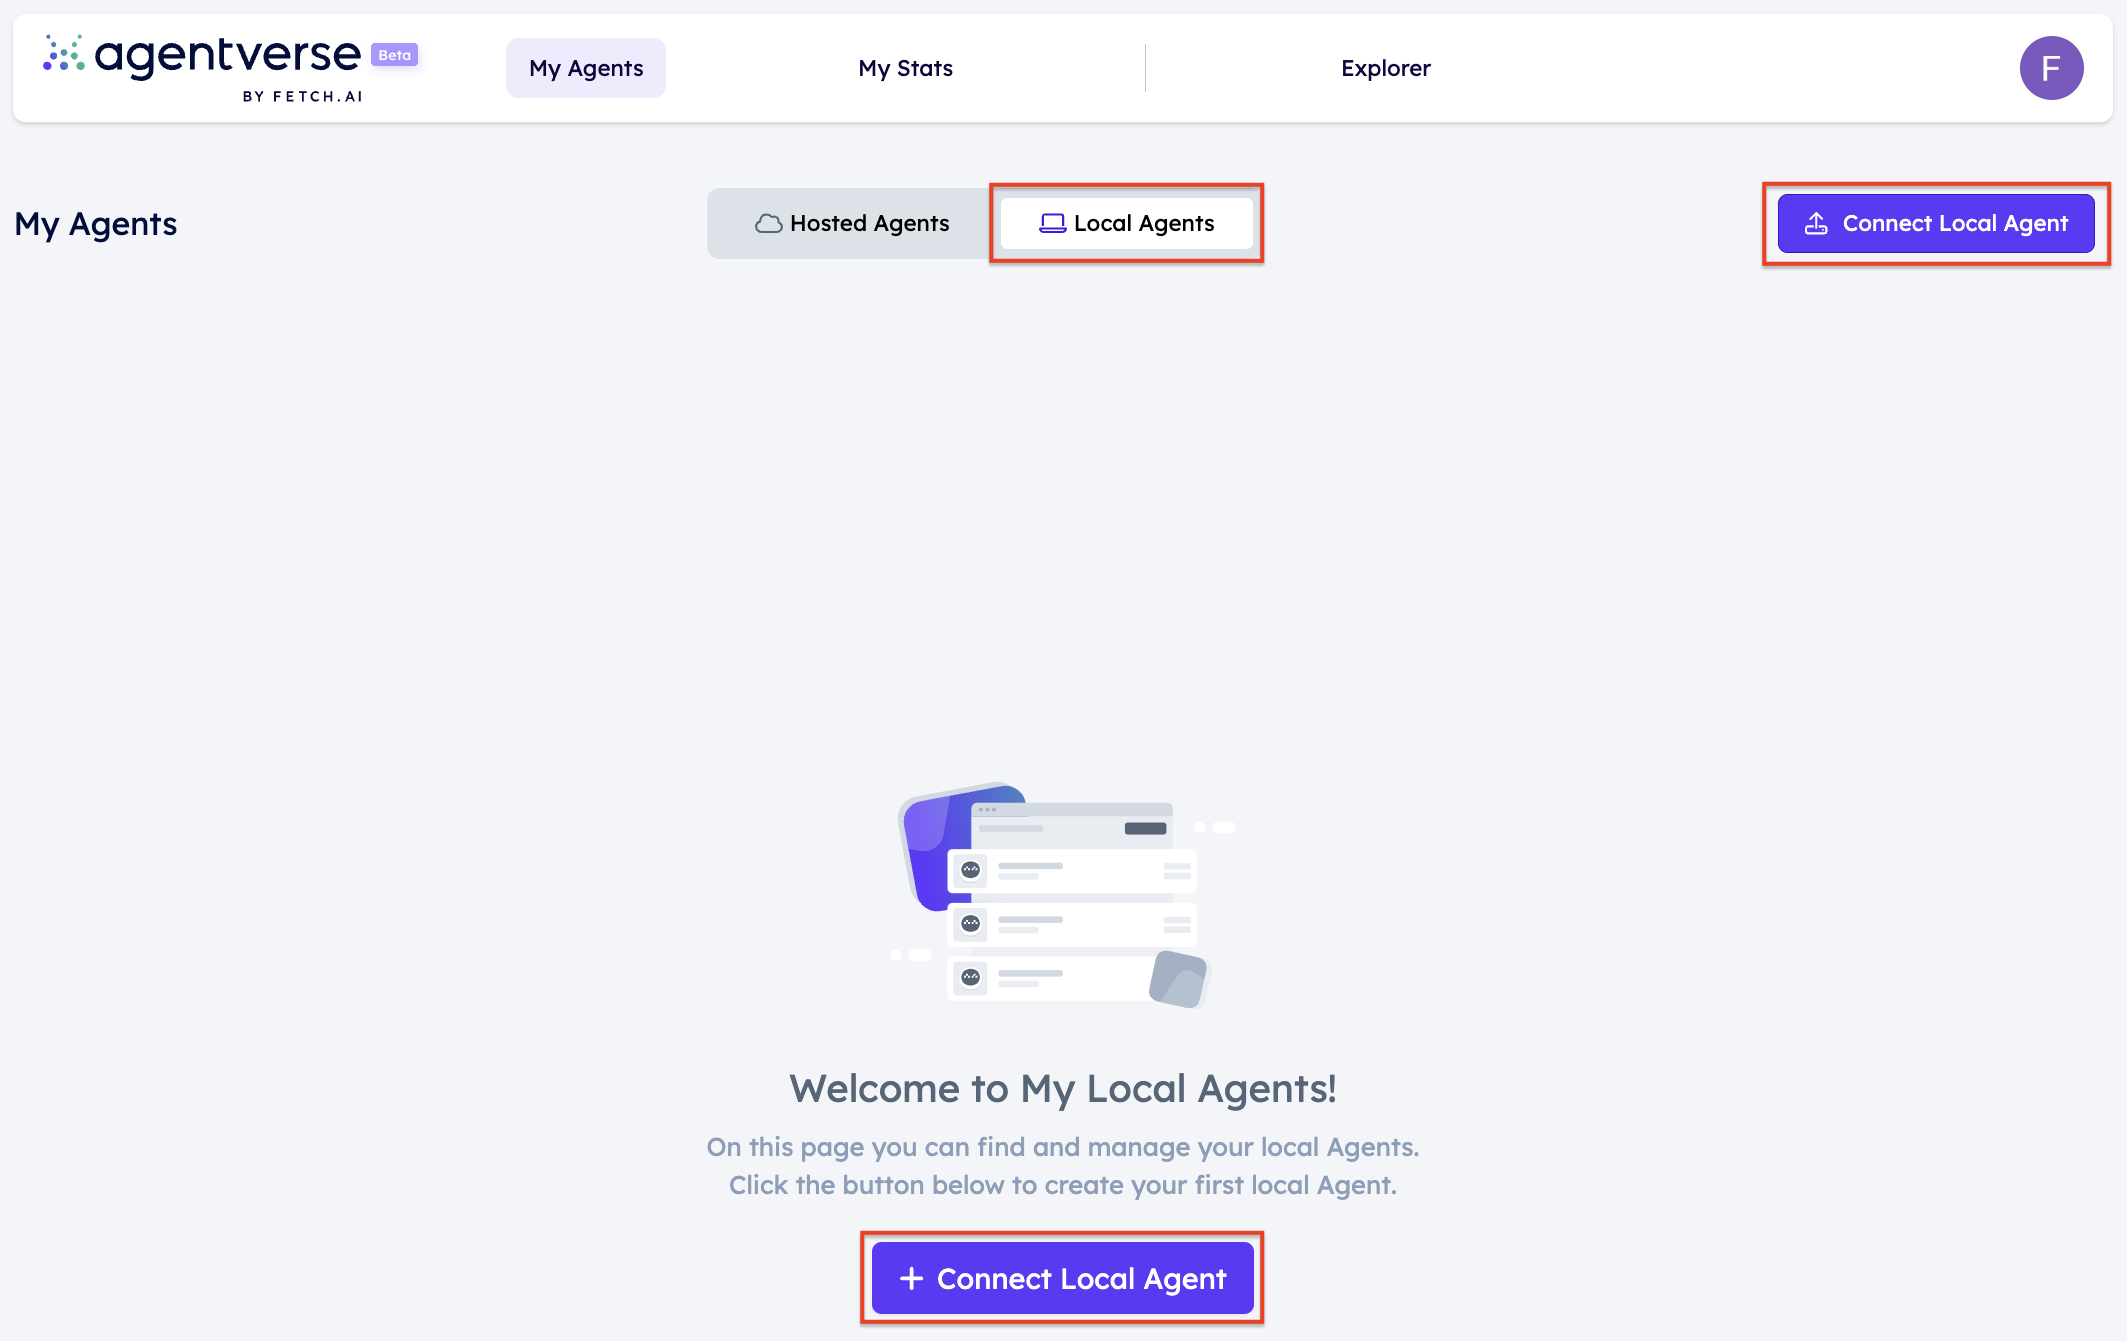 agentverse Beta
BY FETCH.AI
My Agents
My Stats
Explorer
F
My Agents
Hosted Agents
Local Agents
Connect Local Agent
Welcome to My Local Agents!
On this page you can find and manage your local Agents.
Click the button below to create your first local Agent.
+ Connect Local Agent